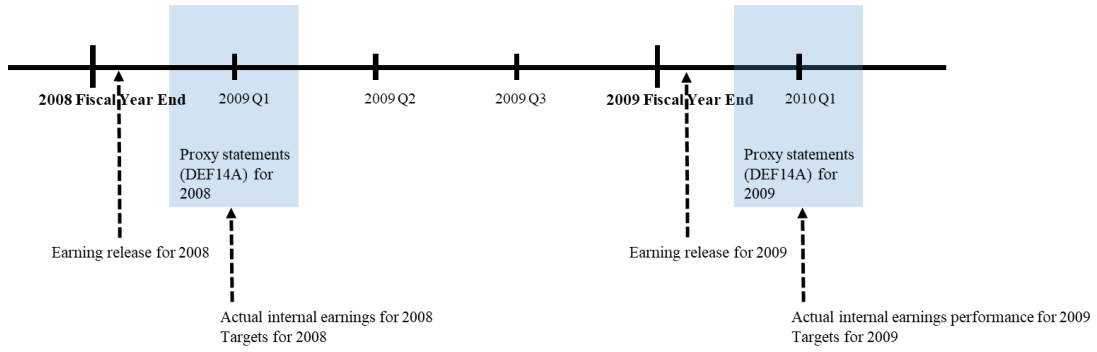 2008 Fiscal Year End
2009 Q1
2009 Q2
2009 Q3
2009 Fiscal Year End
2010 Q1
Proxy statements
(DEF14A) for
2008
Proxy statements
(DEF14A) for
2009
Earning release for 2008
Earning release for 2009
Actual internal earnings for 2008
Targets for 2008
Actual internal earnings performance for 2009
Targets for 2009